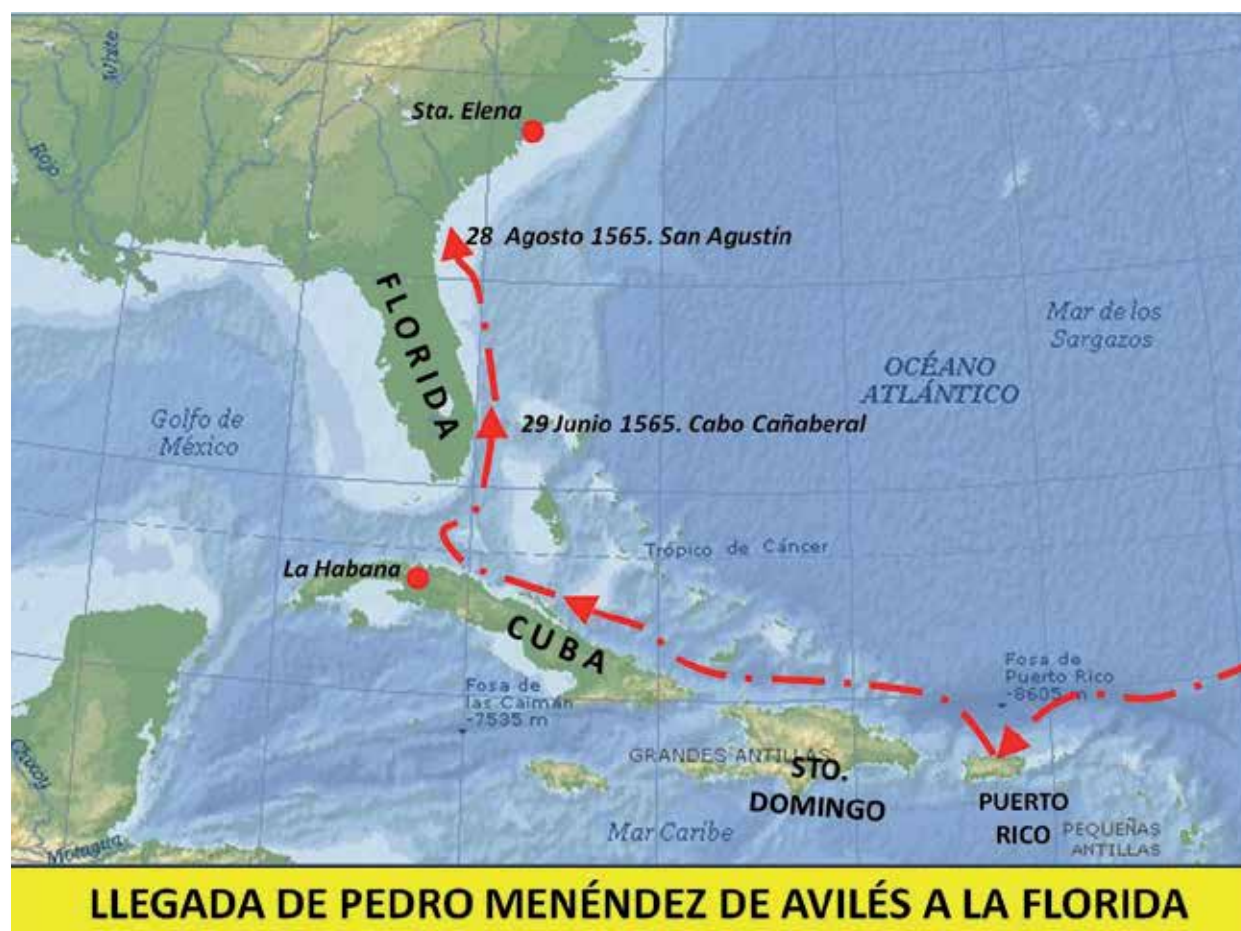 White
Rojo
Sta. Elena
28 Agosto 1565. San Agustín
FLORIDA
Mar de los
Sargazos
OCÉANO
ATLÁNTICO
Golfo de
México
29 Junio 1565. Cabo Cañaberal
Trópico de Cáncer
La Habana
CUBA
Fosa de
Puerto Rico
-8605 m
Fosa de
las Caimán
-7535 m
GRANDES ANTILLAS
STO.
DOMINGO
PUERTO
RICO
PEQUEÑAS
ANTILLAS
Mar Caribe
Chixoy
Motagua
LLEGADA DE PEDRO MENÉNDEZ DE AVILÉS A LA FLORIDA